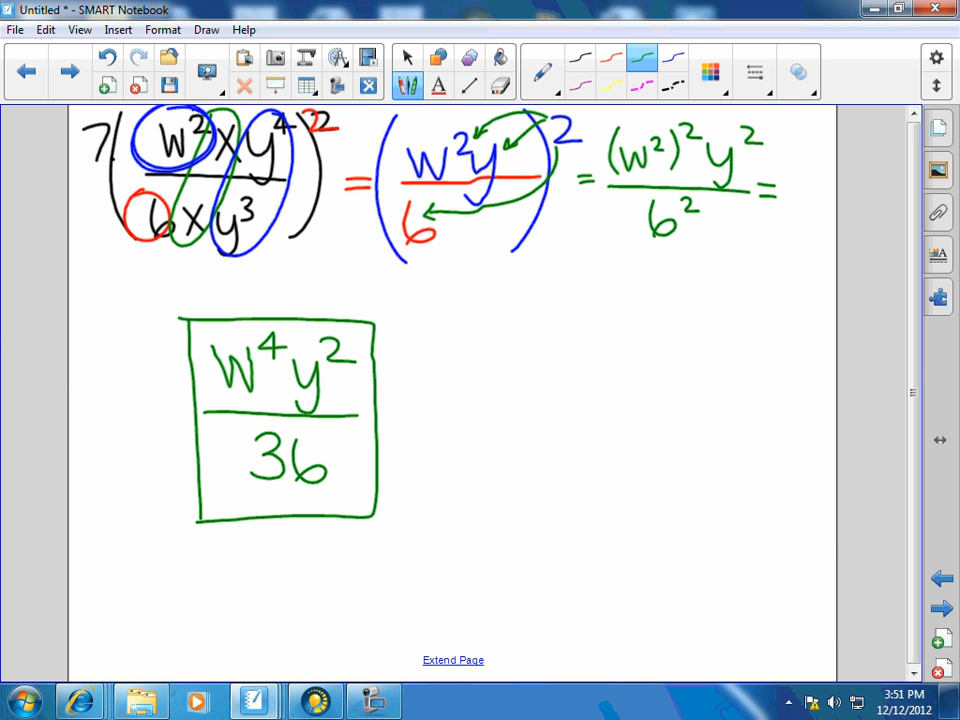 Untitled * - SMART Notebook
File Edit View Insert Format Draw Help
7. (w²xy⁴ / 6xy³)² = (w²y / 6)² = (w²)²y² / 6² =
w⁴y² / 36
Extend Page
3:51 PM
12/12/2012